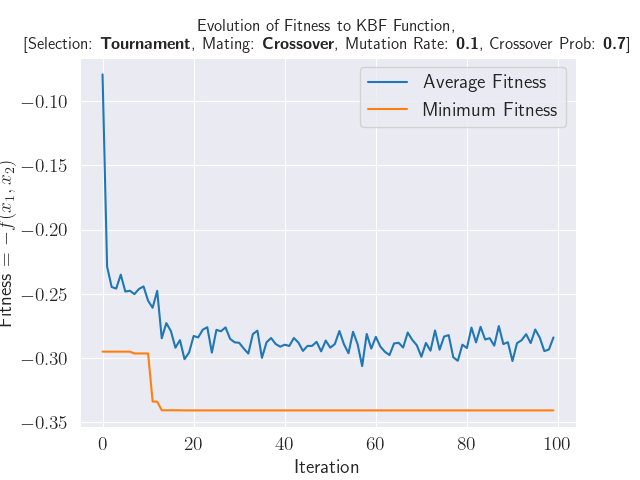 Evolution of Fitness to KBF Function,
[Selection: Tournament, Mating: Crossover, Mutation Rate: 0.1, Crossover Prob: 0.7]
Average Fitness
Minimum Fitness
Fitness = −f(x₁, x₂)
−0.10
−0.15
−0.20
−0.25
−0.30
−0.35
0 20 40 60 80 100
Iteration